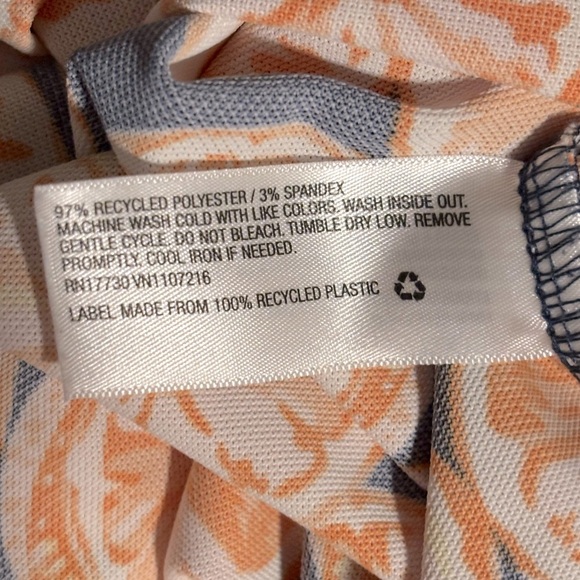 97% RECYCLED POLYESTER / 3% SPANDEX
MACHINE WASH COLD WITH LIKE COLORS. WASH INSIDE OUT.
GENTLE CYCLE. DO NOT BLEACH. TUMBLE DRY LOW. REMOVE
PROMPTLY. COOL IRON IF NEEDED.
RN17730 VN1107216
LABEL MADE FROM 100% RECYCLED PLASTIC